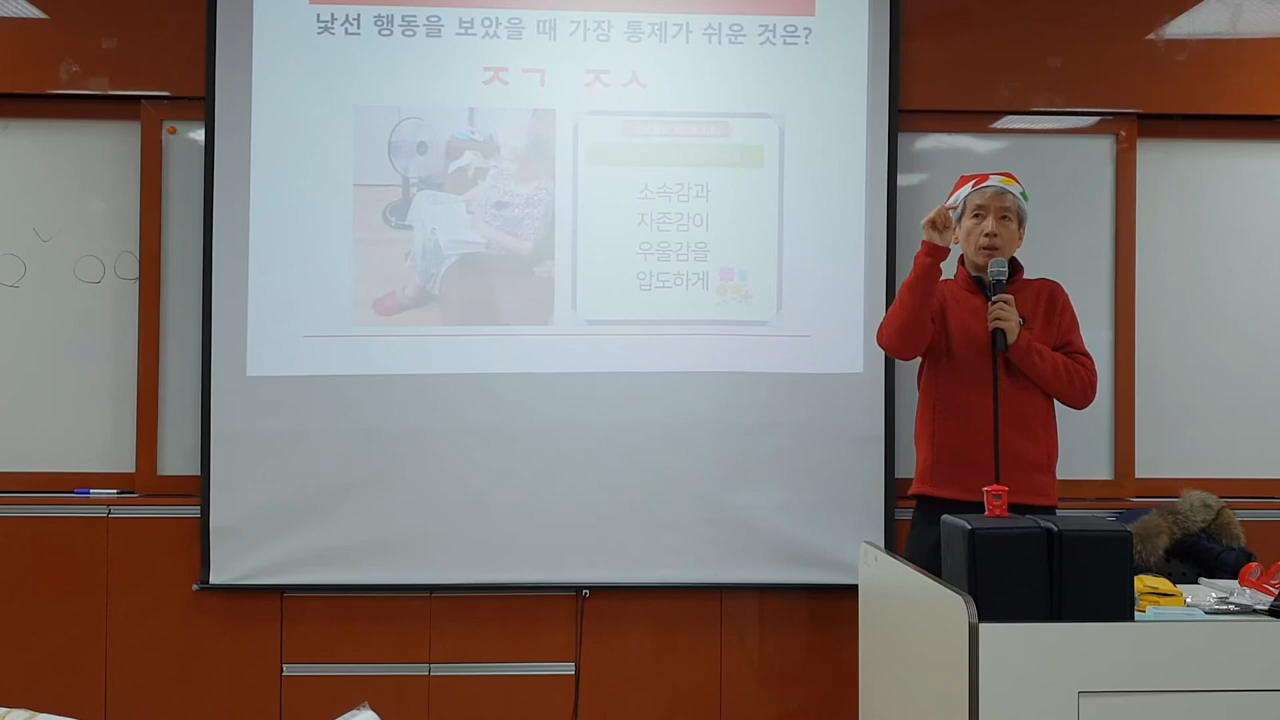 낯선 행동을 보았을 때 가장 통제가 쉬운 것은?
ㅈㄱ ㅈㅅ
소속감과
자존감이
우울감을
압도하게